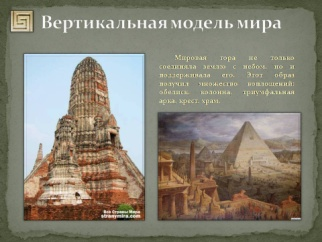 Вертикальная модель мира
Мировая гора не только
соединяла землю с небом, но и
поддерживала его. Этот образ
получил множество воплощений:
обелиск, колонна, триумфальная
арка, крест, храм…
Все Страны Мира
stranymira.com